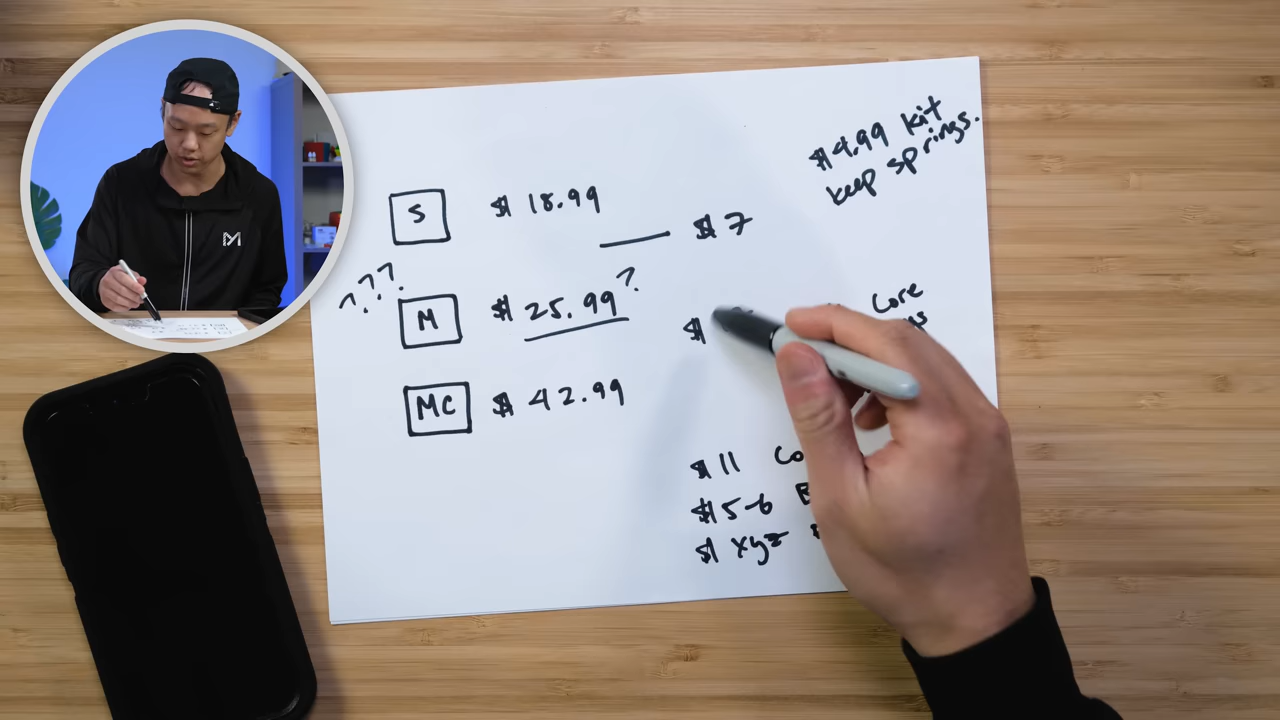 $4.99 kit
keep springs.
S $18.99
$7
???
M $25.99?
$
Core
MC $42.99
$11
$5-6
$xyz